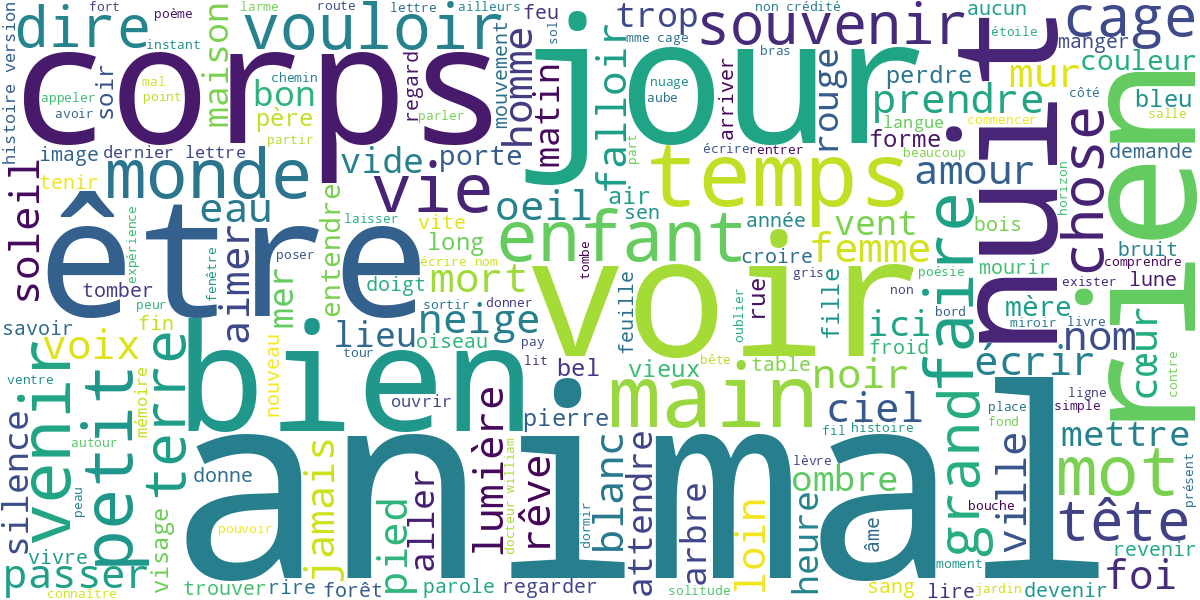 histoire version
fort
poème
larme
route
lettre
ailleurs
non crédité
aucun
cage
dire
instant
vouloir
feu
sol
trop
mme cage
souvenir
étoile
manger
couleur
corps
jour
nuit
rien
soir
maison
chemin
regard
mouvement
homme
matin
falloir
bras
arriver
rouge
perdre
mur
côté
bleu
appeler
avoir
mal
point
bon
père
parler
partir
nuage
aube
part
prendre
langue
commencer
salle
forme
chose
demande
image
dernier
lettre
vide
porte
écrire
rentrer
beaucoup
amour
horizon
tenir
monde
vie
temps
soleil
eau
entendre
laisser
vite
oeil
air
sen
année
vent
bois
bruit
expérience
être
enfant
femme
croire
long
écrire nom
tombe
voir
gris
non
poésie
mourir
comprendre
exister
lune
tomber
aimer
fenêtre
poser
mer
doigt
mort
sortir
donner
feuille
oublier
rue
fille
bord
mère
miroir
livre
peur
savoir
fin
voix
bien
nouveau
lieu
tour
neige
oiseau
pay
lit
bel
vieux
bête
table
ici
froid
noir
faire
écrir
nom
cœur
contre
ventre
venir
petit
mémoire
terre
ouvrir
pierre
main
ciel
fil
histoire
place
fond
ligne
simple
mettre
silence
autour
peau
visage
donne
pouvoir
jamais
pied
aller
lumière
docteur william
rêve
dormir
blanc
attendre
arbre
loin
lèvre
heure
ombre
âme
grand
bouche
ville
mot
tête
présent
animal
vivre
passer
connaître
trouver
rire
forêt
parole
regarder
solitude
sang
lire
moment
jardin
devenir
revenir
foi